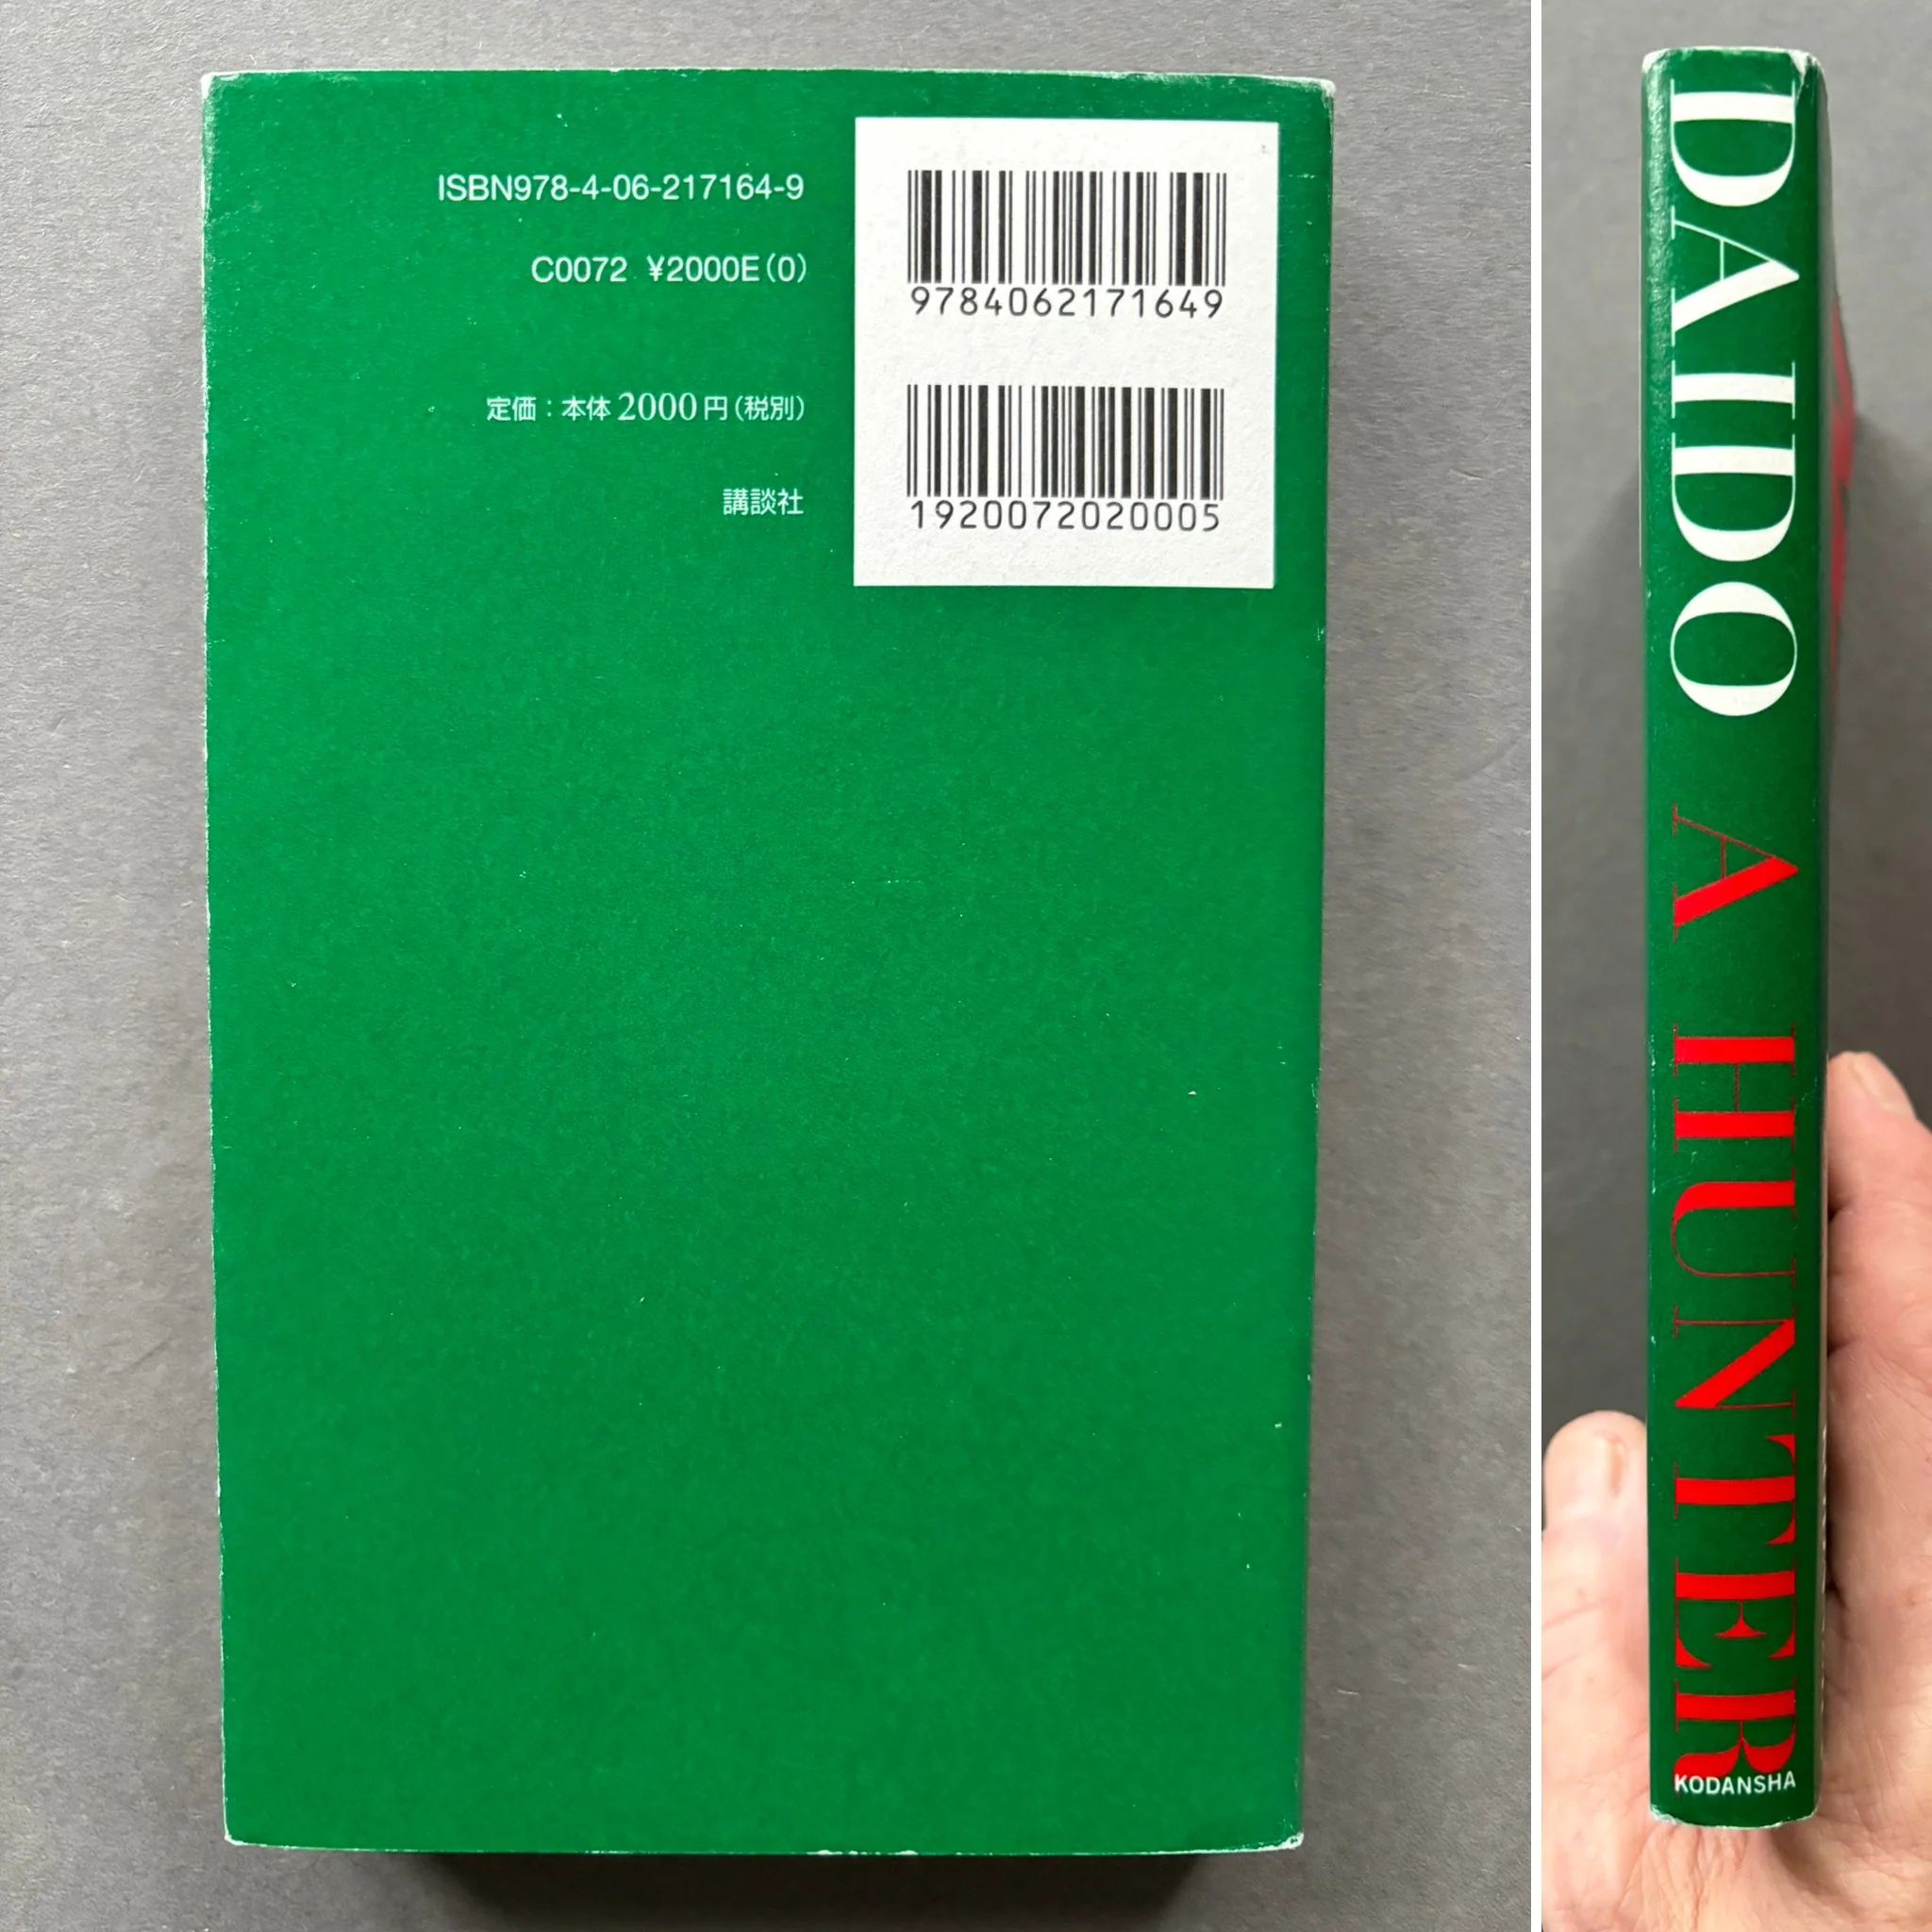 ISBN978-4-06-217164-9
C0072 ¥2000E(0)
定価：本体2000円(税別)
講談社
9784062171649
1920072020005
DAIDO A HUNTER
KODANSHA